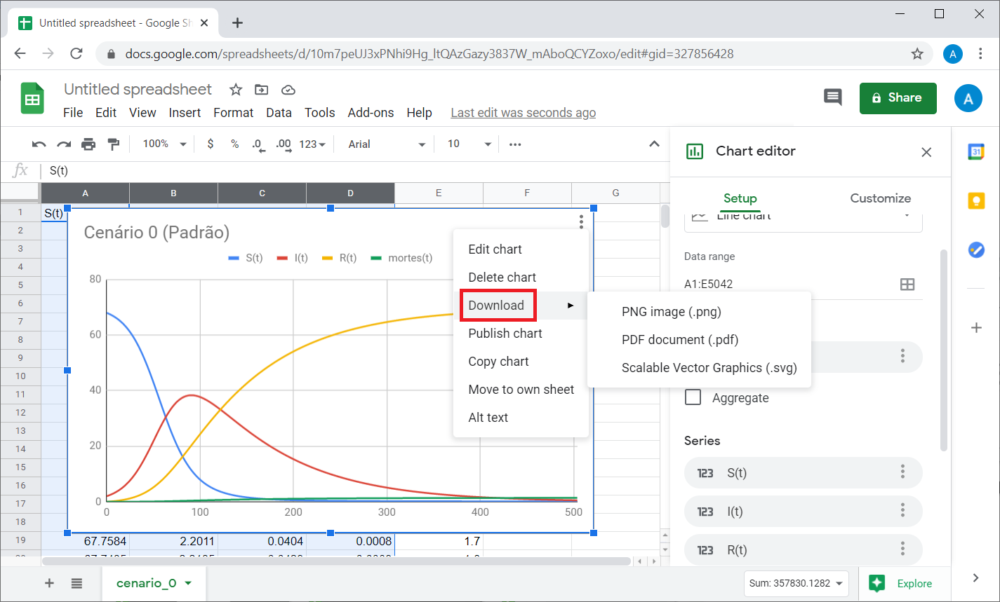 Untitled spreadsheet - Google Sh
docs.google.com/spreadsheets/d/10m7peUJ3xPNhi9Hg_ltQAzGazy3837W_mAboQCYZoxo/edit#gid=327856428
A
Untitled spreadsheet
File Edit View Insert Format Data Tools Add-ons Help Last edit was seconds ago
Share
A
100% $ % .0 .00 123 Arial 10
Chart editor
31
fx S(t)
A B C D E F G
Setup Customize
1 S(t)
Line chart
2
3
4
5
6
7
8
9
10
11
12
13
14
15
16
17
18
Cenário 0 (Padrão)
S(t) I(t) R(t) mortes(t)
80
60
40
20
0
0 100 200 300 400 500
Edit chart
Delete chart
Download
Publish chart
Copy chart
Move to own sheet
Alt text
PNG image (.png)
PDF document (.pdf)
Scalable Vector Graphics (.svg)
Data range
A1:E5042
Aggregate
Series
123 S(t)
123 I(t)
123 R(t)
19 67.7584 2.2011 0.0404 0.0008 1.7
cenario_0
Sum: 357830.1282
Explore